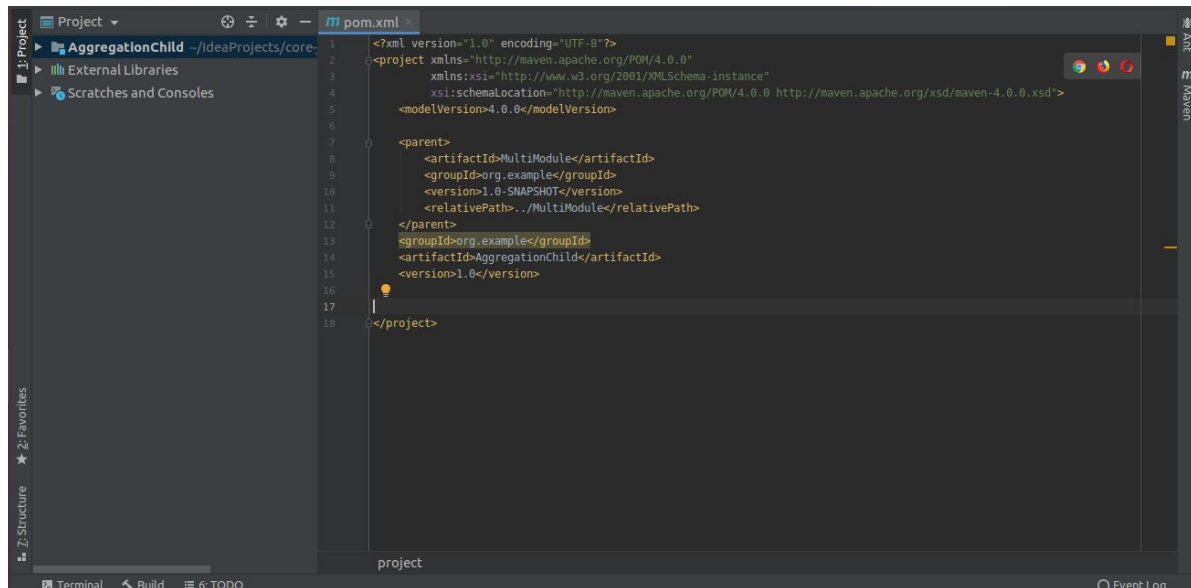 Project
pom.xml
1: Project
AggregationChild ~/IdeaProjects/core-
External Libraries
Scratches and Consoles
1 <?xml version="1.0" encoding="UTF-8"?>
2 <project xmlns="http://maven.apache.org/POM/4.0.0"
3 xmlns:xsi="http://www.w3.org/2001/XMLSchema-instance"
4 xsi:schemaLocation="http://maven.apache.org/POM/4.0.0 http://maven.apache.org/xsd/maven-4.0.0.xsd">
5 <modelVersion>4.0.0</modelVersion>
6
7 <parent>
8 <artifactId>MultiModule</artifactId>
9 <groupId>org.example</groupId>
10 <version>1.0-SNAPSHOT</version>
11 <relativePath>../MultiModule</relativePath>
12 </parent>
13 <groupId>org.example</groupId>
14 <artifactId>AggregationChild</artifactId>
15 <version>1.0</version>
16
17
18 </project>
Ant
Maven
2: Favorites
7: Structure
project
Terminal
Build
6: TODO
Event Log